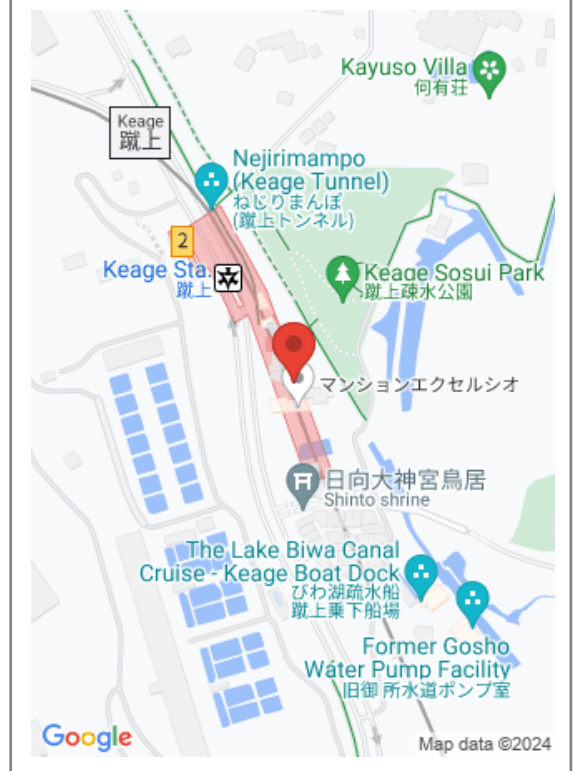 Kayuso Villa
何有荘
Keage
蹴上
Nejirimampo
(Keage Tunnel)
ねじりまんぽ
(蹴上トンネル)
2
Keage Sta.
蹴上
Keage Sosui Park
蹴上疎水公園
マンションエクセルシオ
日向大神宮鳥居
Shinto shrine
The Lake Biwa Canal
Cruise - Keage Boat Dock
びわ湖疏水船
蹴上乗下船場
Former Gosho
Water Pump Facility
旧御 所水道ポンプ室
Google
Map data ©2024